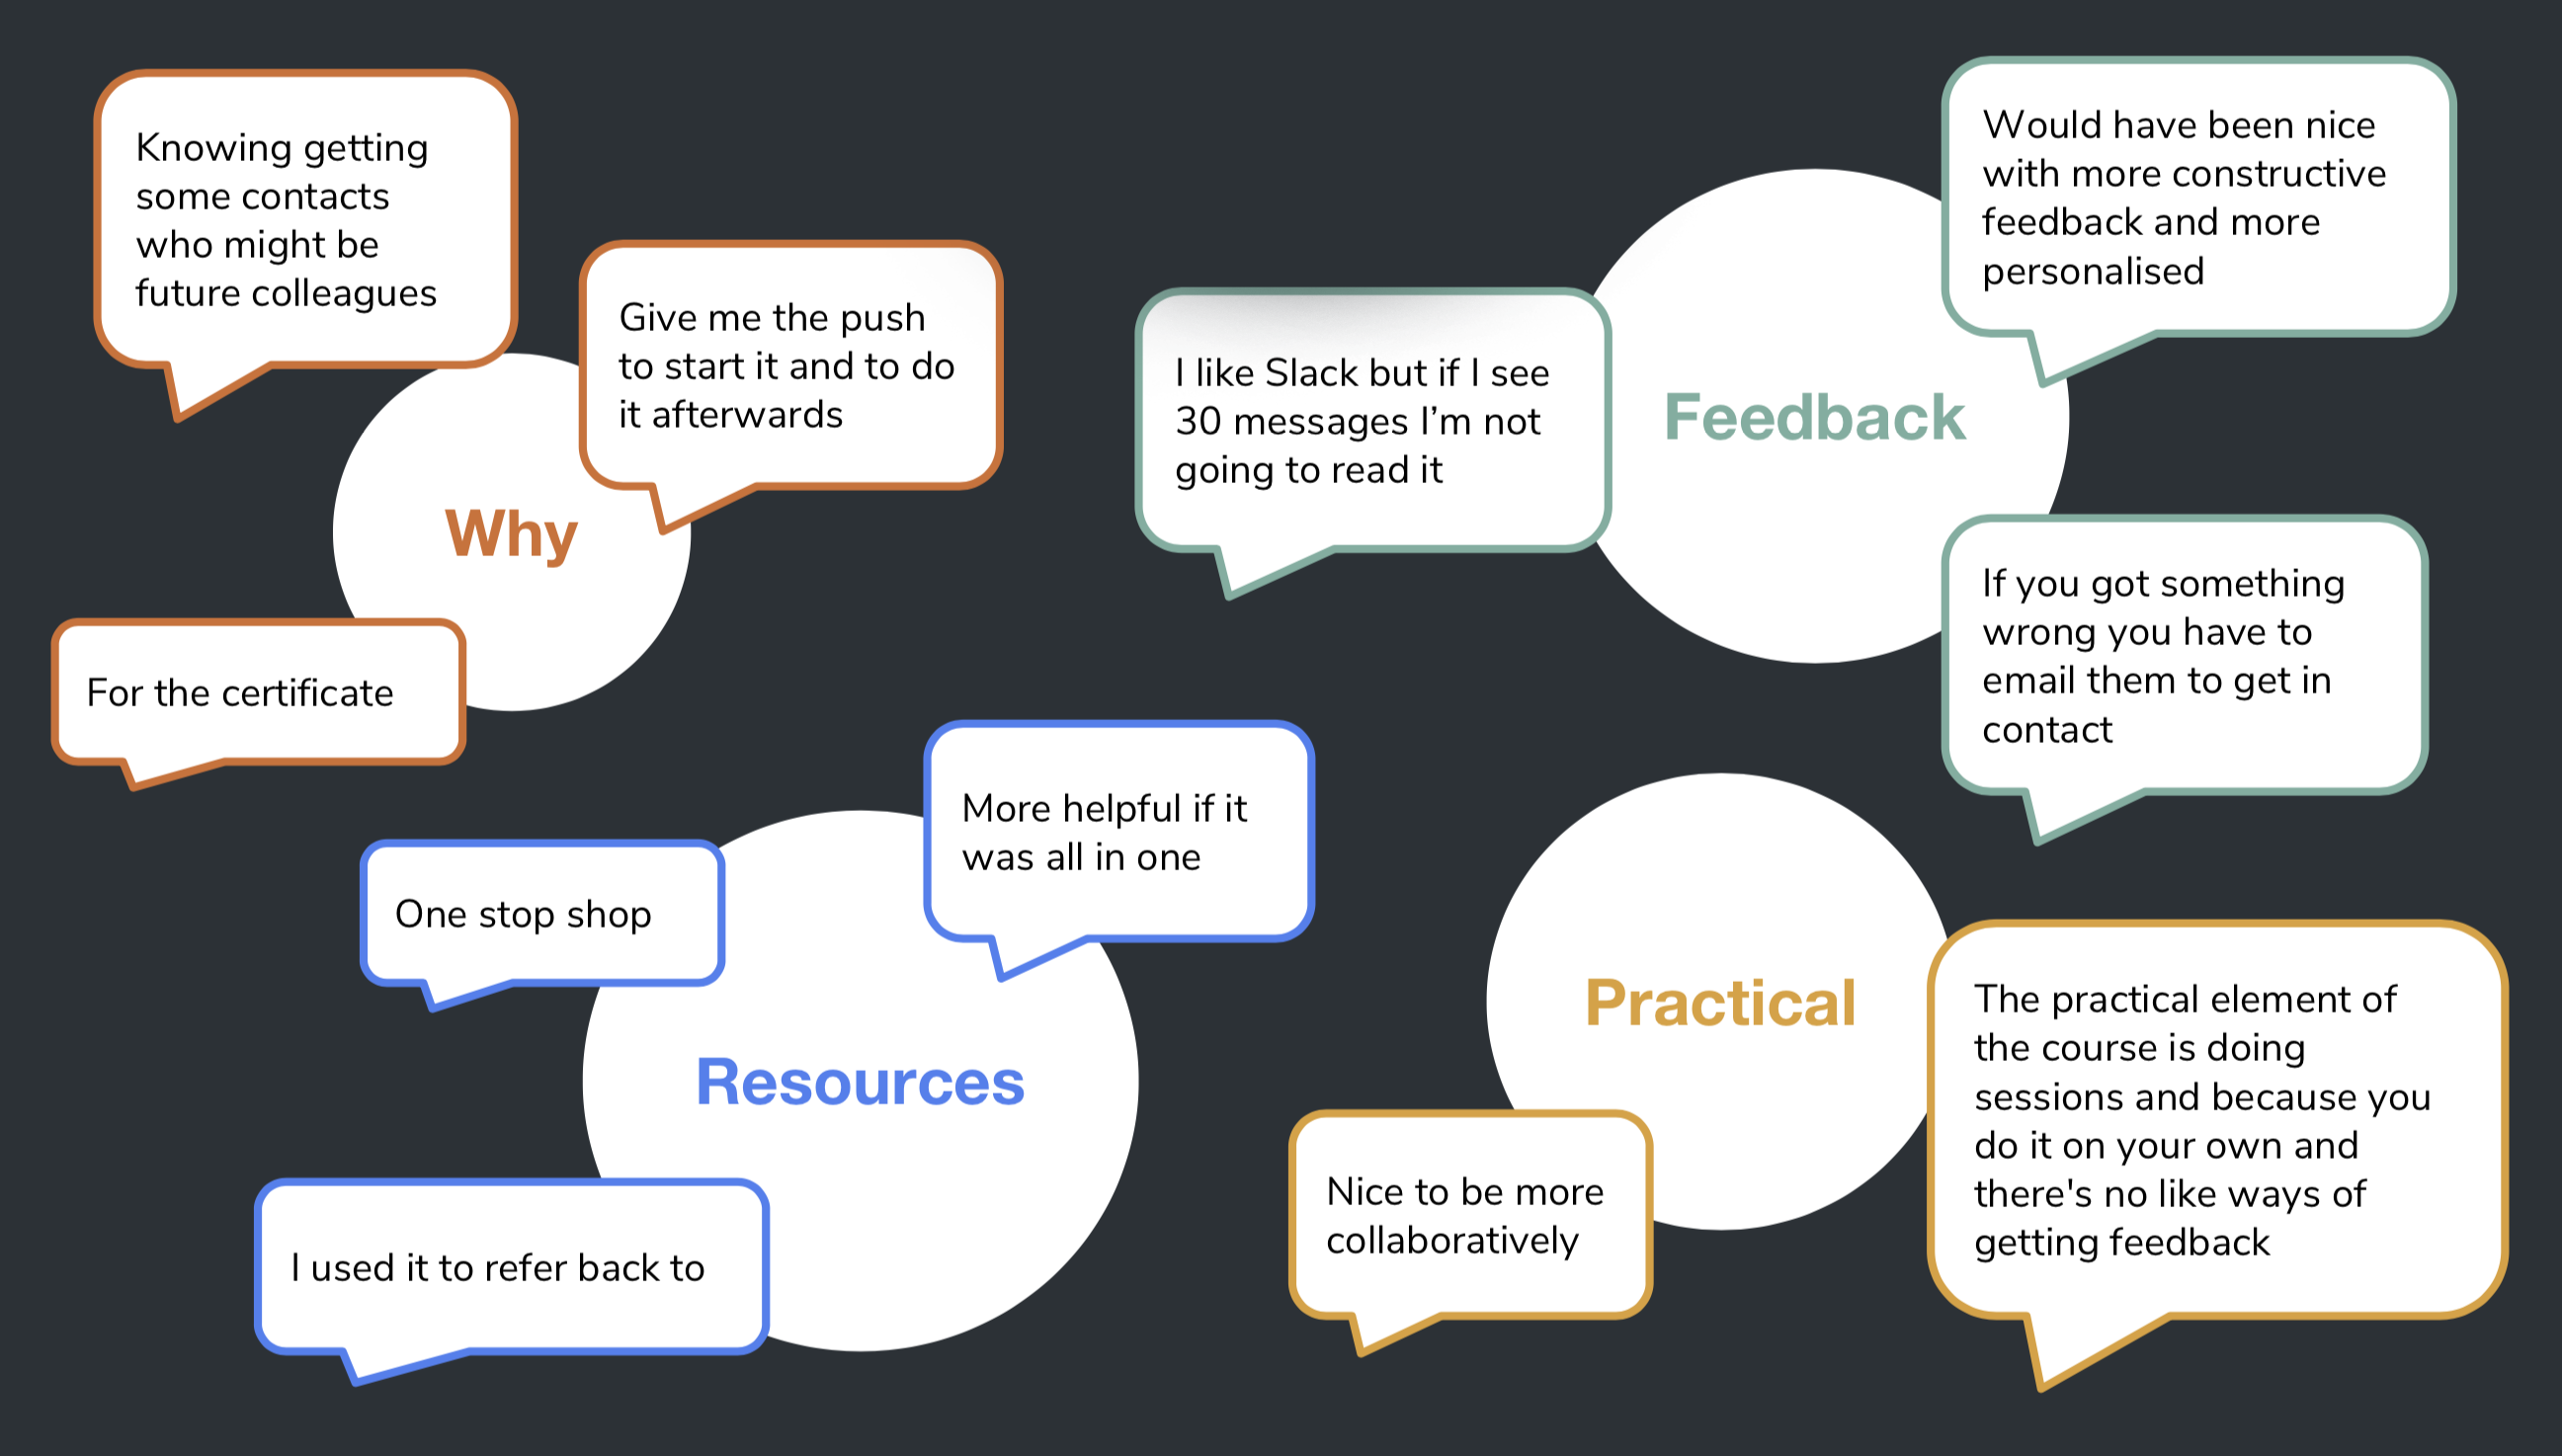 Knowing getting
some contacts
who might be
future colleagues
Give me the push
to start it and to do
it afterwards
Why
For the certificate
Would have been nice
with more constructive
feedback and more
personalised
I like Slack but if I see
30 messages I’m not
going to read it
Feedback
If you got something
wrong you have to
email them to get in
contact
More helpful if it
was all in one
One stop shop
Resources
I used it to refer back to
Practical
The practical element of
the course is doing
sessions and because you
do it on your own and
there's no like ways of
getting feedback
Nice to be more
collaboratively